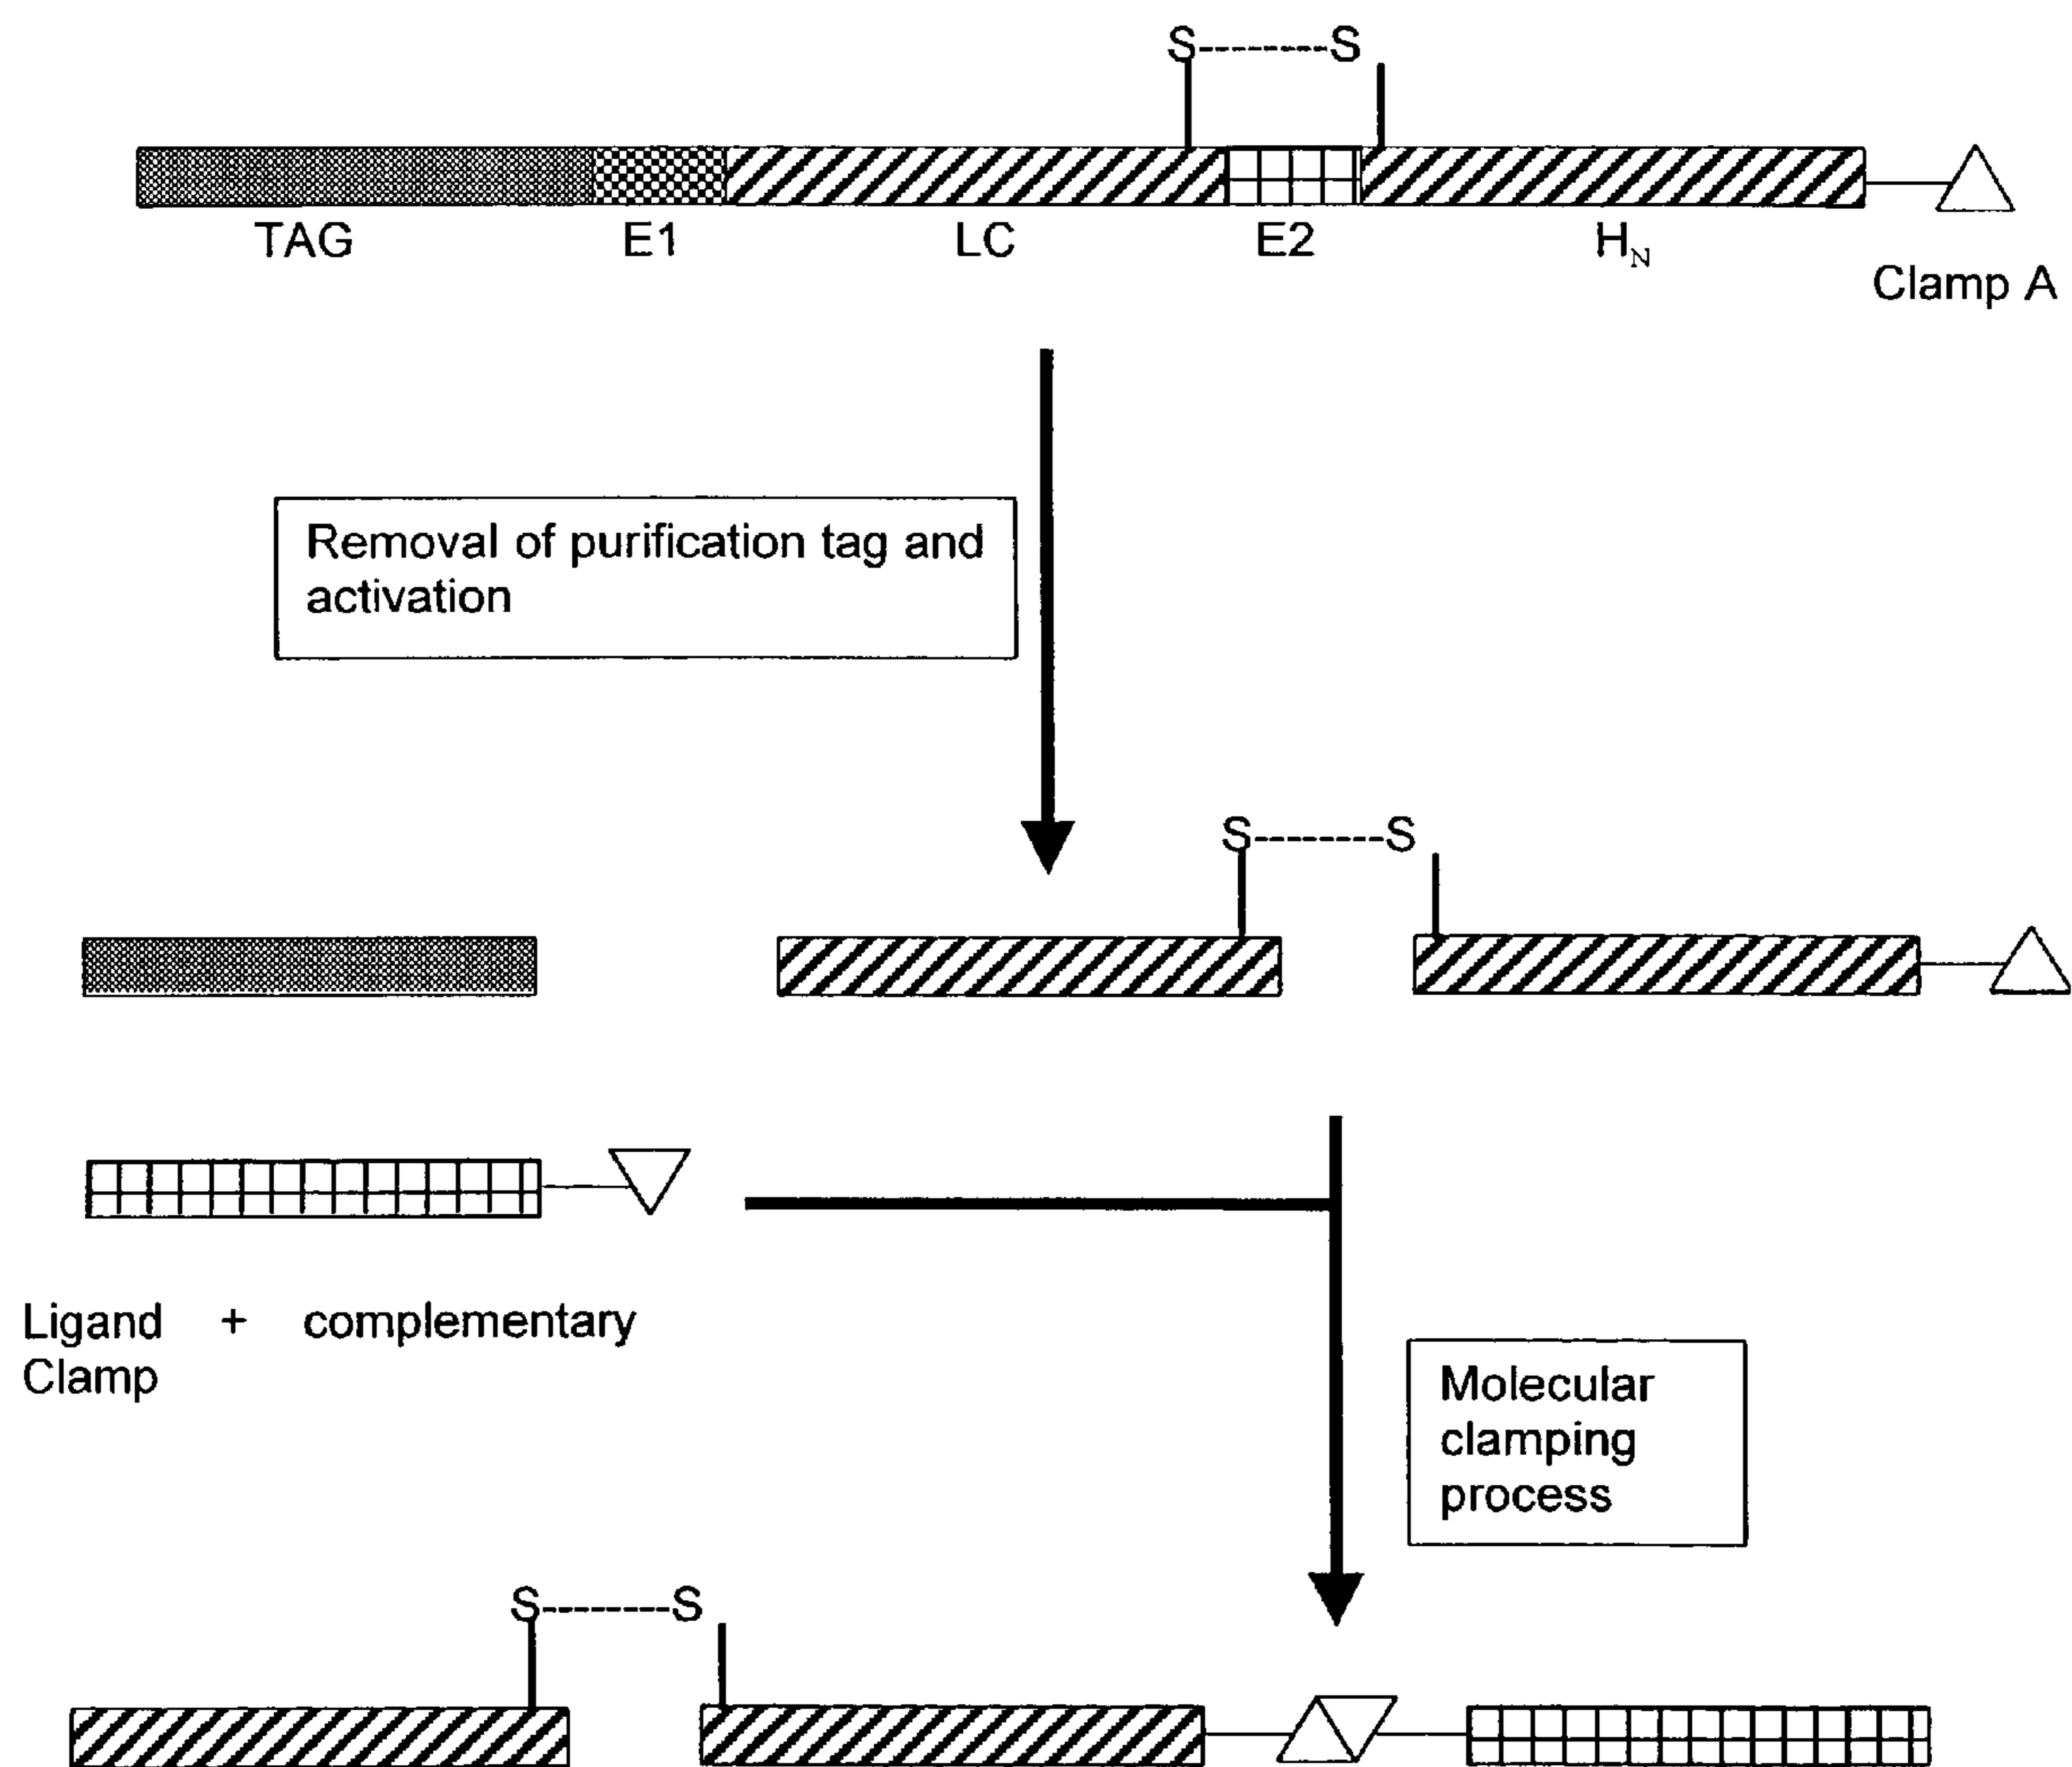 S---------S
TAG E1 LC E2 HN
Clamp A
Removal of purification tag and
activation
S---------S
Ligand + complementary
Clamp
Molecular
clamping
process
S---------S